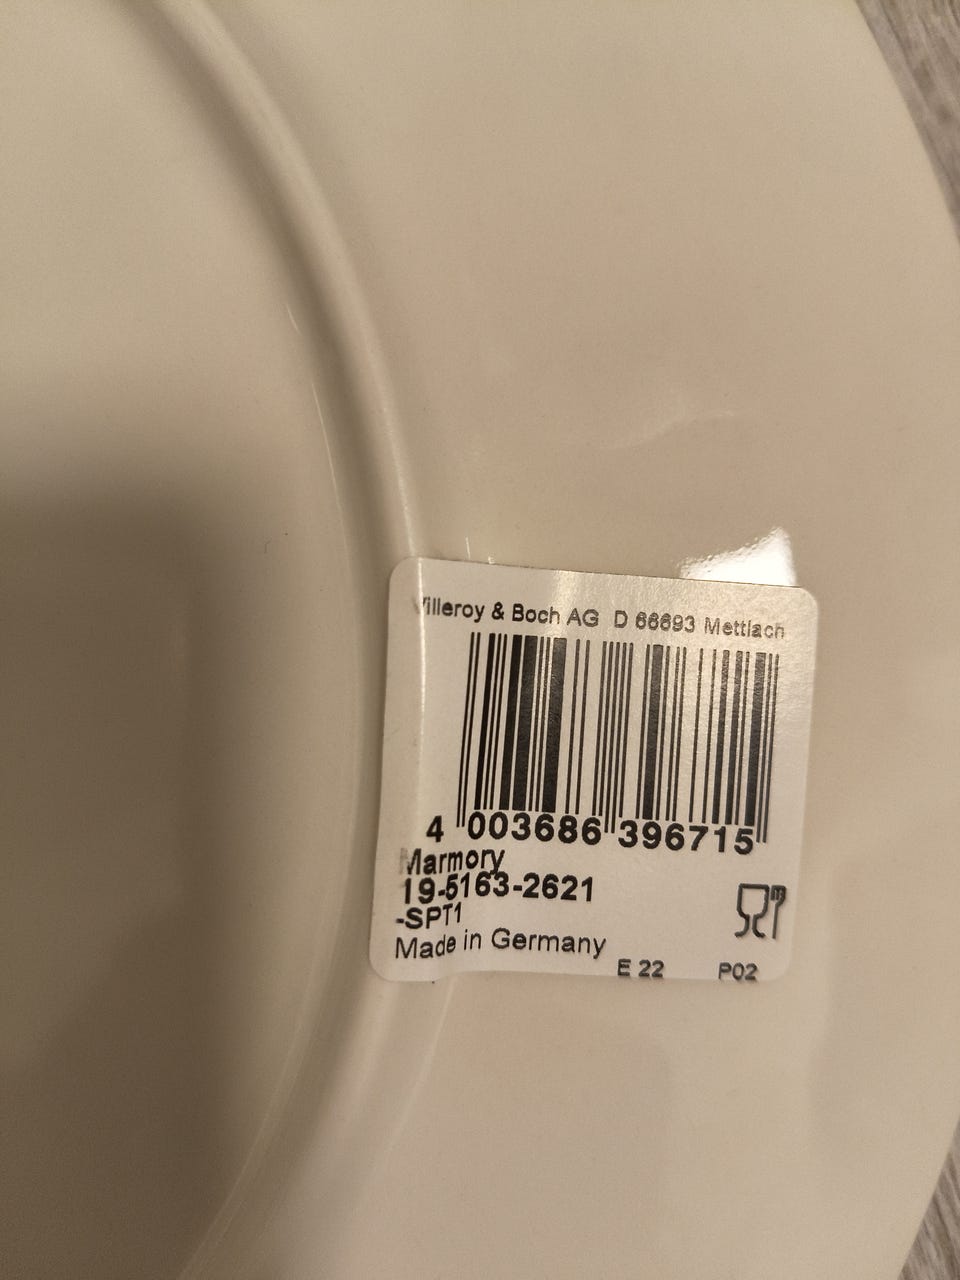 Villeroy & Boch AG D 66693 Mettlach
4 003686 396715
Marmory
19-5163-2621
-SPT1
Made in Germany
E 22 P02